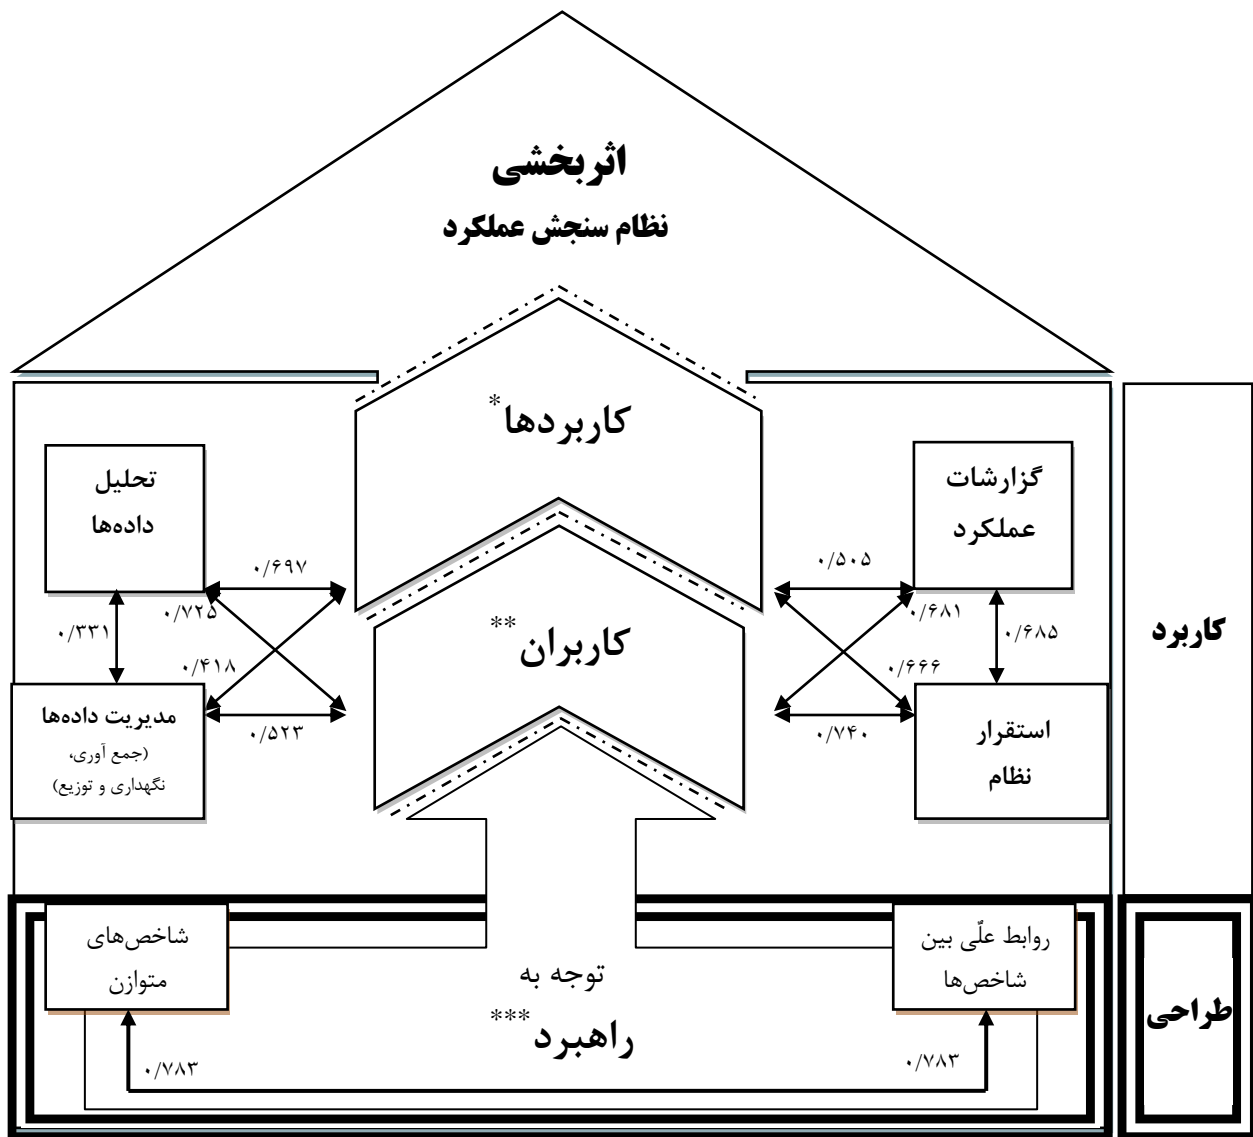 اثربخشی
نظام سنجش عملکرد
کاربردها*
گزارشات
عملکرد
تحلیل
داده‌ها
۰/۵۰۵
۰/۶۹۷
۰/۶۸۱
۰/۷۲۵
کاربران**
۰/۶۸۵
۰/۳۳۱
کاربرد
۰/۶۶۶
۰/۴۱۸
استقرار
نظام
مدیریت داده‌ها
(جمع آوری،
نگهداری و توزیع)
۰/۷۴۰
۰/۵۲۳
روابط علّی بین
شاخص‌ها
شاخص‌های
متوازن
توجه به
راهبرد***
طراحی
۰/۷۸۳
۰/۷۸۳